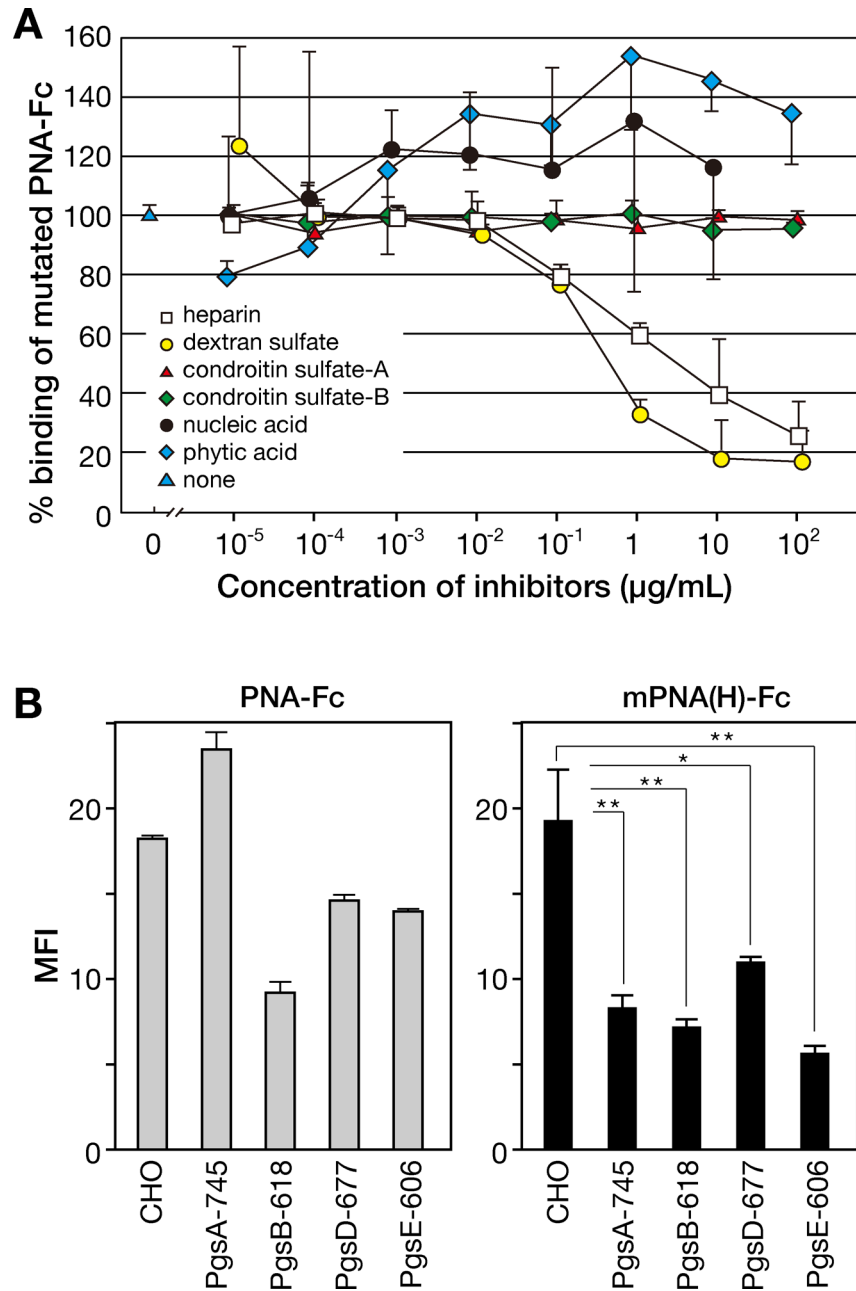 A
160
140
120
100
80
60
40
20
0
% binding of mutated PNA-Fc
heparin
dextran sulfate
condroitin sulfate-A
condroitin sulfate-B
nucleic acid
phytic acid
none
0 10⁻⁵ 10⁻⁴ 10⁻³ 10⁻² 10⁻¹ 1 10 10²
Concentration of inhibitors (µg/mL)
B
PNA-Fc
MFI
20
10
0
CHO
PgsA-745
PgsB-618
PgsD-677
PgsE-606
mPNA(H)-Fc
**
*
**
**
20
10
0
CHO
PgsA-745
PgsB-618
PgsD-677
PgsE-606